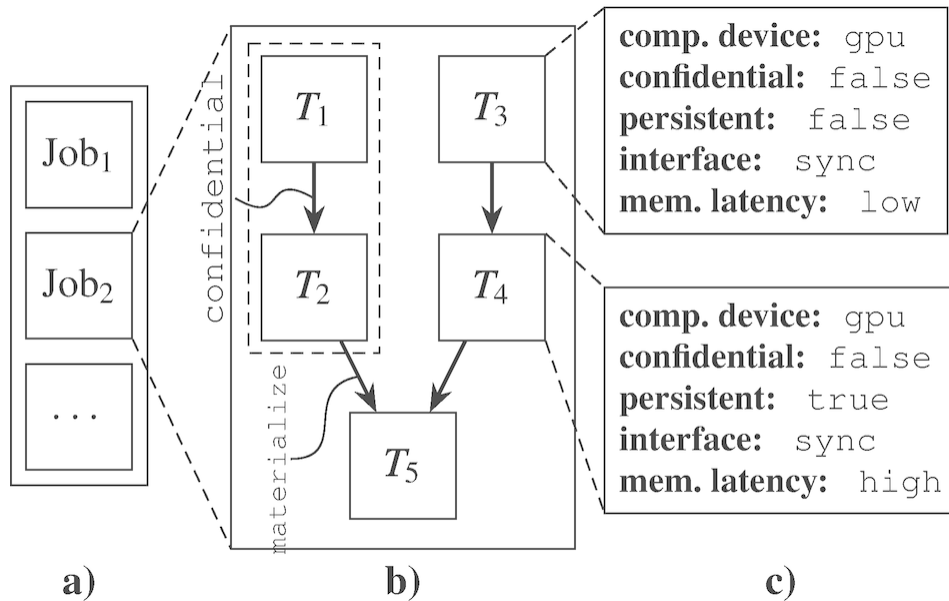 Job₁
Job₂
...
a)
confidential
T₁
T₃
T₂
T₄
materialize
T₅
b)
comp. device: gpu
confidential: false
persistent: false
interface: sync
mem. latency: low
comp. device: gpu
confidential: false
persistent: true
interface: sync
mem. latency: high
c)